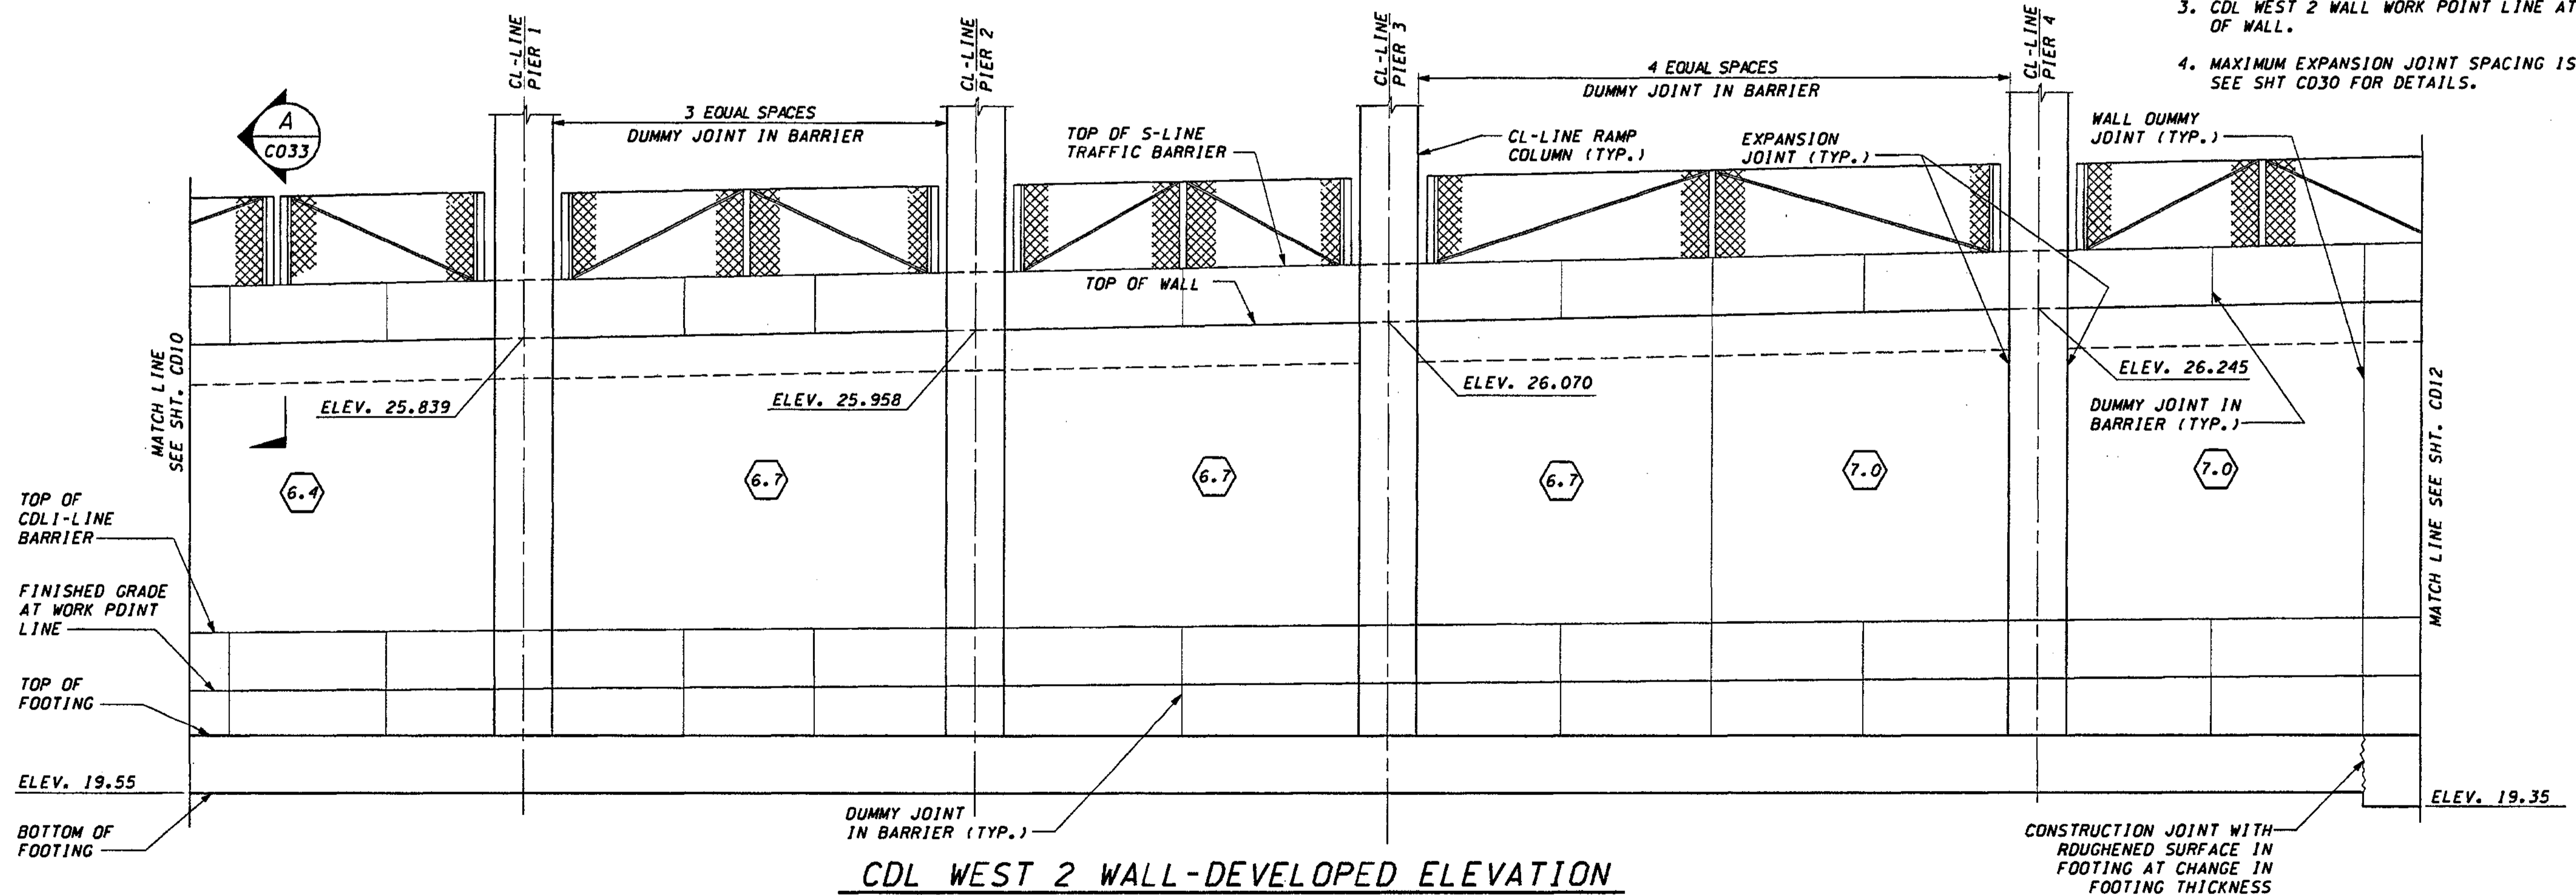 3. CDL WEST 2 WALL WORK POINT LINE AT
OF WALL.
4. MAXIMUM EXPANSION JOINT SPACING IS
SEE SHT CD30 FOR DETAILS.
CL-LINE
PIER 1
CL-LINE
PIER 2
CL-LINE
PIER 3
CL-LINE
PIER 4
A
CO33
3 EQUAL SPACES
DUMMY JOINT IN BARRIER
4 EQUAL SPACES
DUMMY JOINT IN BARRIER
TOP OF S-LINE
TRAFFIC BARRIER
CL-LINE RAMP
COLUMN (TYP.)
EXPANSION
JOINT (TYP.)
WALL DUMMY
JOINT (TYP.)
TOP OF WALL
MATCH LINE
SEE SHT. CD10
ELEV. 25.839
ELEV. 25.958
ELEV. 26.070
ELEV. 26.245
DUMMY JOINT IN
BARRIER (TYP.)
MATCH LINE SEE SHT. CD12
6.4
6.7
6.7
6.7
7.0
7.0
TOP OF
CDL1-LINE
BARRIER
FINISHED GRADE
AT WORK POINT
LINE
TOP OF
FOOTING
ELEV. 19.55
BOTTOM OF
FOOTING
DUMMY JOINT
IN BARRIER (TYP.)
ELEV. 19.35
CONSTRUCTION JOINT WITH
ROUGHENED SURFACE IN
FOOTING AT CHANGE IN
FOOTING THICKNESS
CDL WEST 2 WALL-DEVELOPED ELEVATION